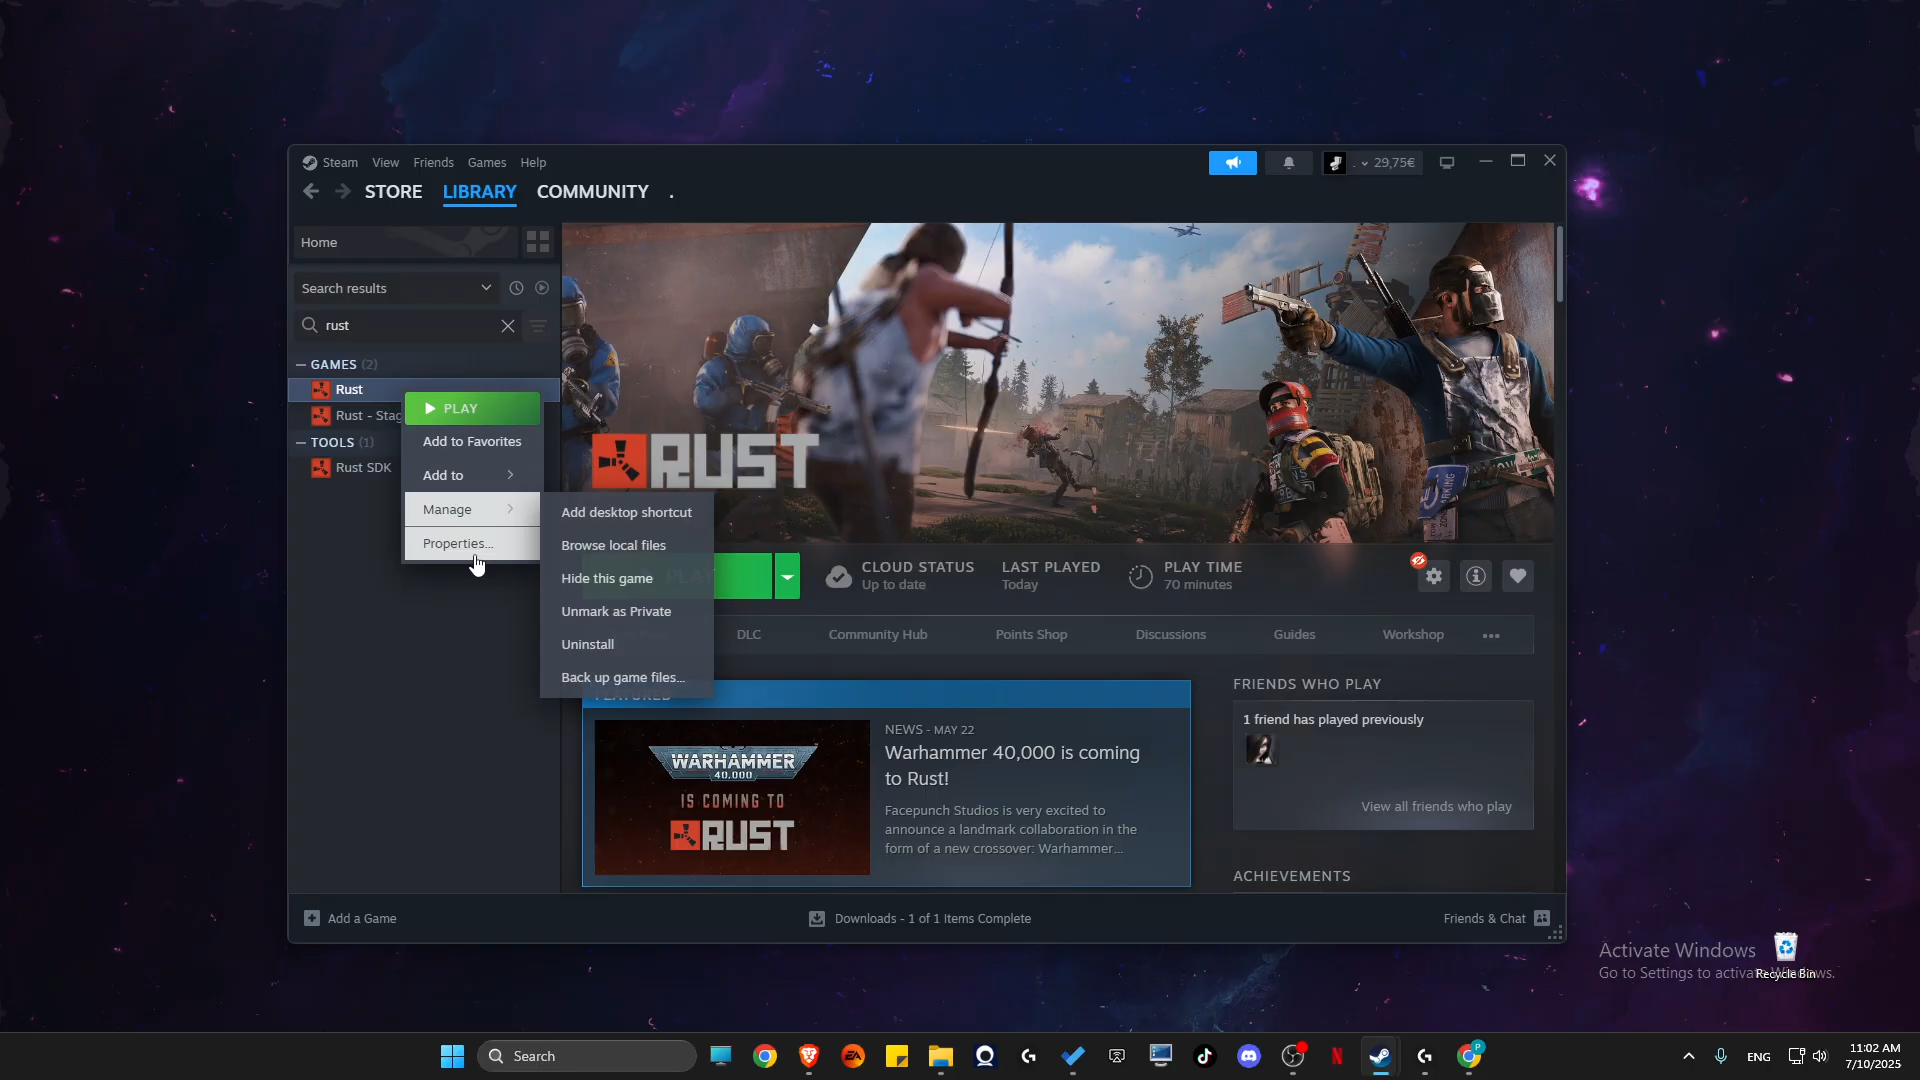 Steam View Friends Games Help
29,75€
STORE LIBRARY COMMUNITY .
Home
Search results
rust
GAMES (2)
Rust
Rust - Stag
TOOLS (1)
Rust SDK
PLAY
Add to Favorites
Add to
Manage
Properties...
Add desktop shortcut
Browse local files
Hide this game
Unmark as Private
Uninstall
Back up game files...
RUST
CLOUD STATUS
Up to date
LAST PLAYED
Today
PLAY TIME
70 minutes
DLC Community Hub Points Shop Discussions Guides Workshop
FEATURED
WARHAMMER
40,000
IS COMING TO
RUST
NEWS - MAY 22
Warhammer 40,000 is coming
to Rust!
Facepunch Studios is very excited to
announce a landmark collaboration in the
form of a new crossover: Warhammer...
FRIENDS WHO PLAY
1 friend has played previously
View all friends who play
ACHIEVEMENTS
Add a Game
Downloads - 1 of 1 Items Complete
Friends & Chat
Activate Windows
Go to Settings to activate Windows.
Recycle Bin
Search
EA
ENG
11:02 AM
7/10/2025